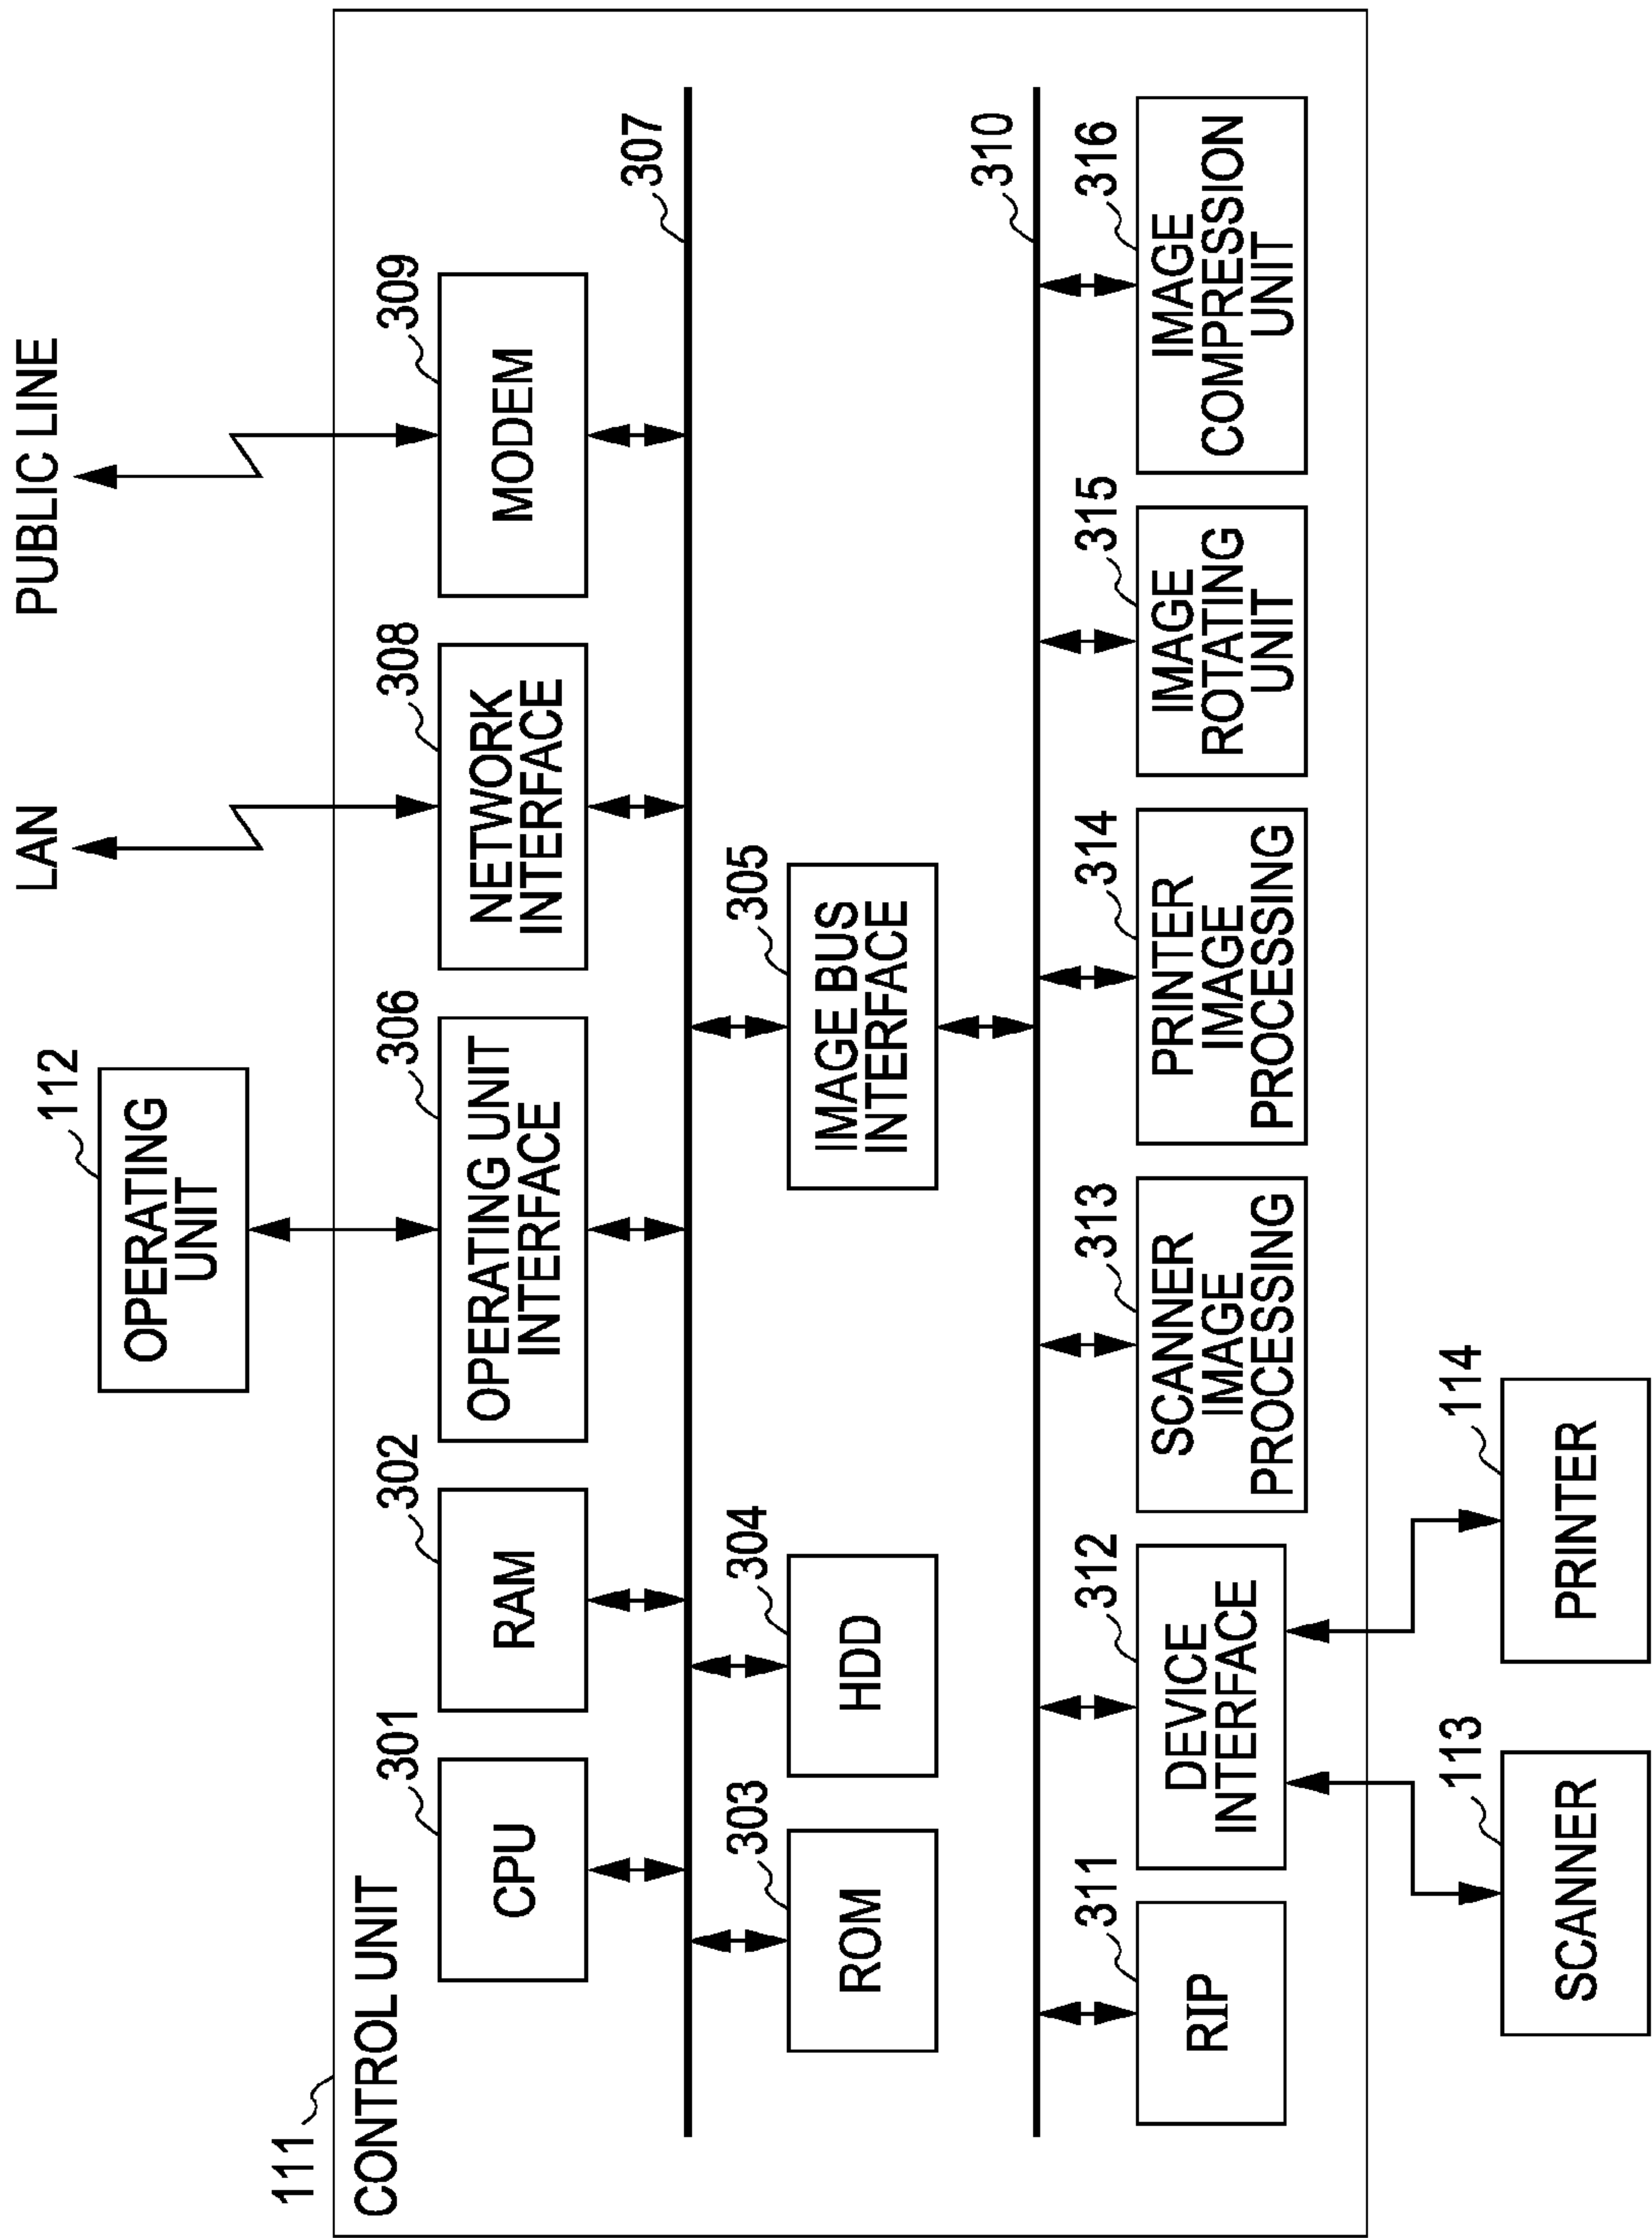 LAN
PUBLIC LINE
112
OPERATING
UNIT
111
CONTROL UNIT
301
CPU
302
RAM
306
OPERATING UNIT
INTERFACE
308
NETWORK
INTERFACE
309
MODEM
307
303
ROM
304
HDD
305
IMAGE BUS
INTERFACE
310
311
RIP
312
DEVICE
INTERFACE
313
SCANNER
IMAGE
PROCESSING
314
PRINTER
IMAGE
PROCESSING
315
IMAGE
ROTATING
UNIT
316
IMAGE
COMPRESSION
UNIT
113
SCANNER
114
PRINTER